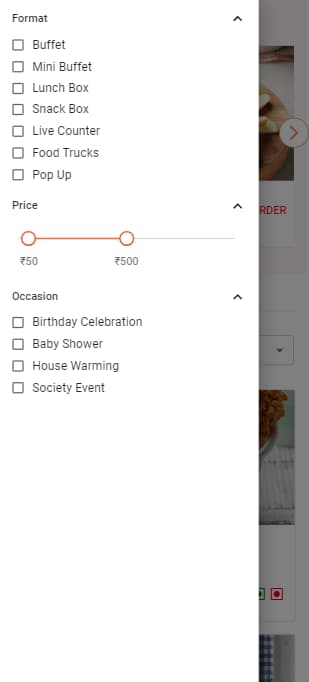 Format
Buffet
Mini Buffet
Lunch Box
Snack Box
Live Counter
Food Trucks
Pop Up
Price
RDER
₹50 ₹500
Occasion
Birthday Celebration
Baby Shower
House Warming
Society Event